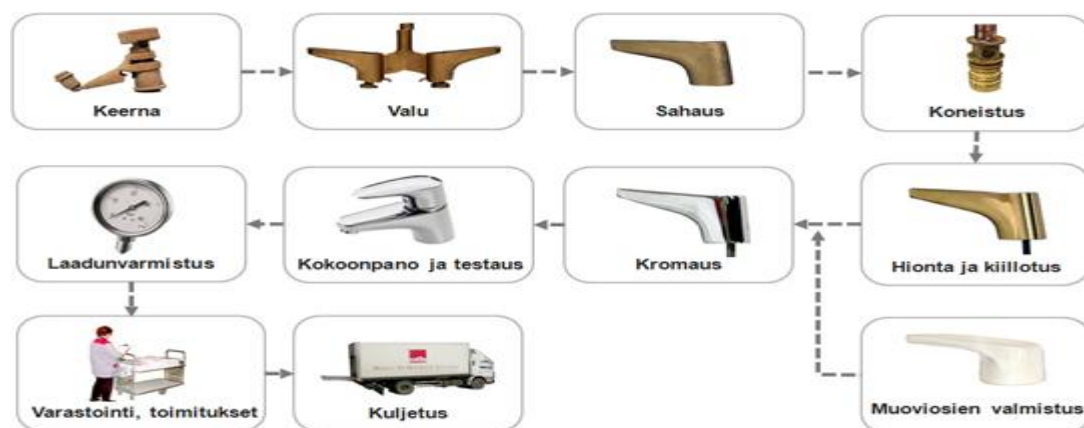 Keerna
Valu
Sahaus
Koneistus
Laadunvarmistus
Kokoonpano ja testaus
Kromaus
Hionta ja kiillotus
Varastointi, toimitukset
Kuljetus
Muoviosien valmistus